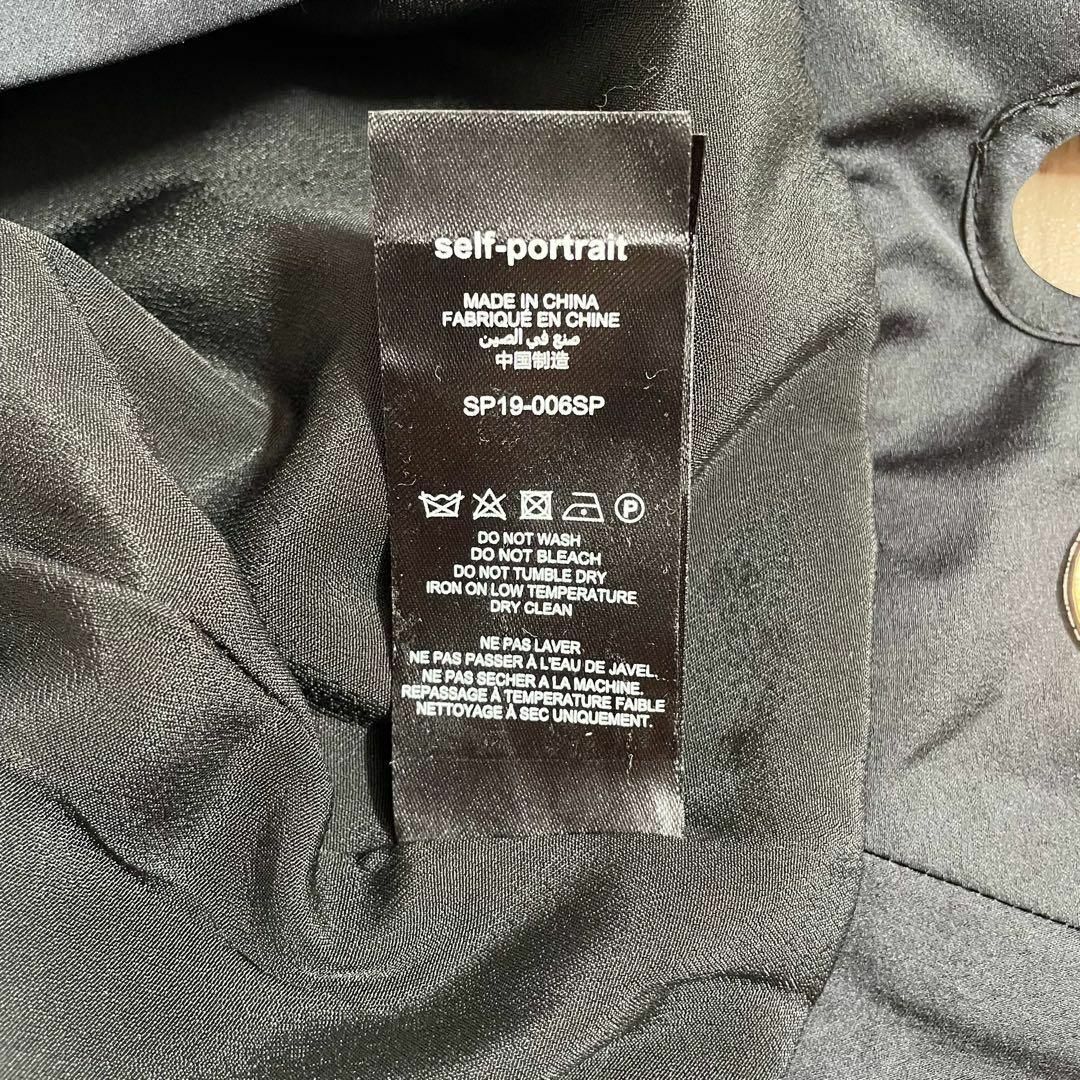 self-portrait
MADE IN CHINA
FABRIQUÉ EN CHINE
صنع في الصين
中国制造
SP19-006SP
P
DO NOT WASH
DO NOT BLEACH
DO NOT TUMBLE DRY
IRON ON LOW TEMPERATURE
DRY CLEAN
NE PAS LAVER
NE PAS PASSER À L'EAU DE JAVEL.
NE PAS SECHER A LA MACHINE.
REPASSAGE À TEMPERATURE FAIBLE
NETTOYAGE À SEC UNIQUEMENT.